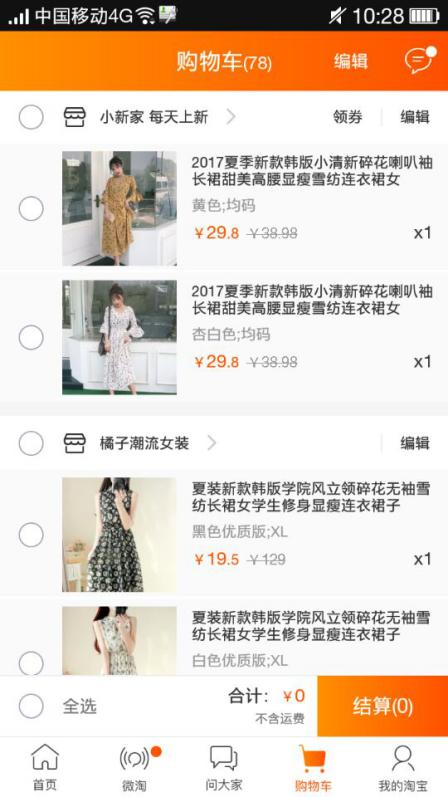 中国移动4G 10:28
购物车(78) 编辑
小新家 每天上新 领券 编辑
2017夏季新款韩版小清新碎花喇叭袖
长裙甜美高腰显瘦雪纺连衣裙女
黄色;均码
￥29.8 ￥38.98 x1
2017夏季新款韩版小清新碎花喇叭袖
长裙甜美高腰显瘦雪纺连衣裙女
杏白色;均码
￥29.8 ￥38.98 x1
橘子潮流女装 编辑
夏装新款韩版学院风立领碎花无袖雪
纺长裙女学生修身显瘦连衣裙子
黑色优质版;XL
￥19.5 ￥129 x1
夏装新款韩版学院风立领碎花无袖雪
纺长裙女学生修身显瘦连衣裙子
白色优质版;XL
全选 合计：￥0 结算(0)
不含运费
首页 微淘 问大家 购物车 我的淘宝